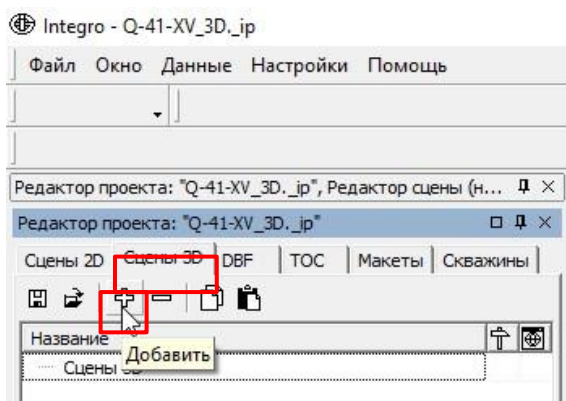 Integro - Q-41-XV_3D._ip
Файл Окно Данные Настройки Помощь
Редактор проекта: "Q-41-XV_3D._ip", Редактор сцены (н...
Редактор проекта: "Q-41-XV_3D._ip"
Сцены 2D Сцены 3D DBF TOC Макеты Скважины
Название
Добавить
Сцены 3D